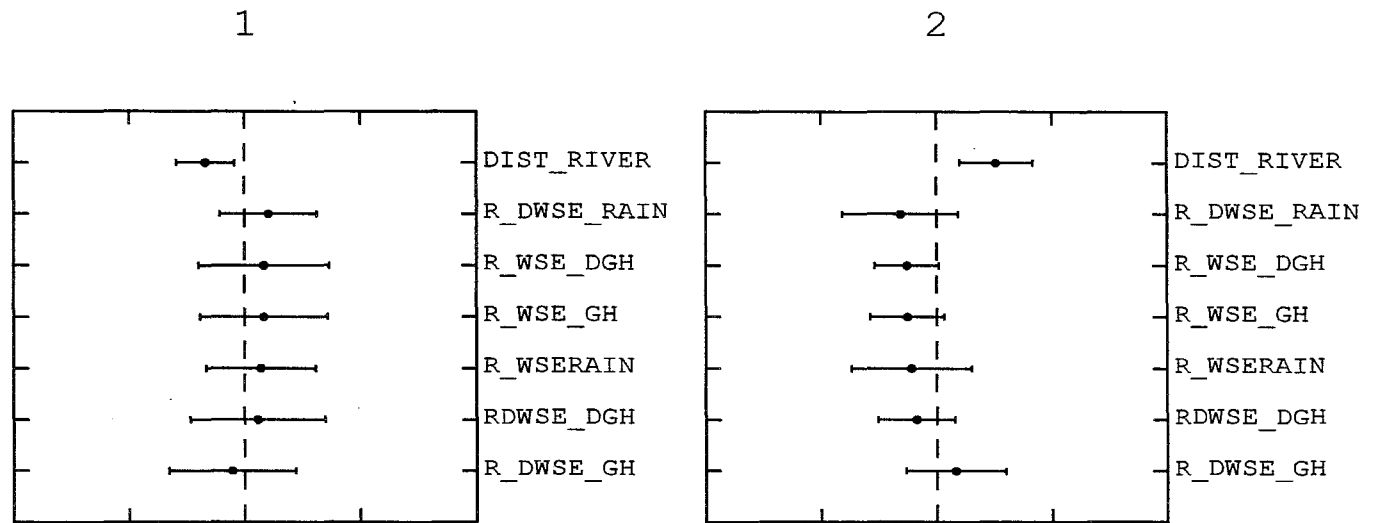 1
2
DIST_RIVER
R_DWSE_RAIN
R_WSE_DGH
R_WSE_GH
R_WSERAIN
RDWSE_DGH
R_DWSE_GH
DIST_RIVER
R_DWSE_RAIN
R_WSE_DGH
R_WSE_GH
R_WSERAIN
RDWSE_DGH
R_DWSE_GH